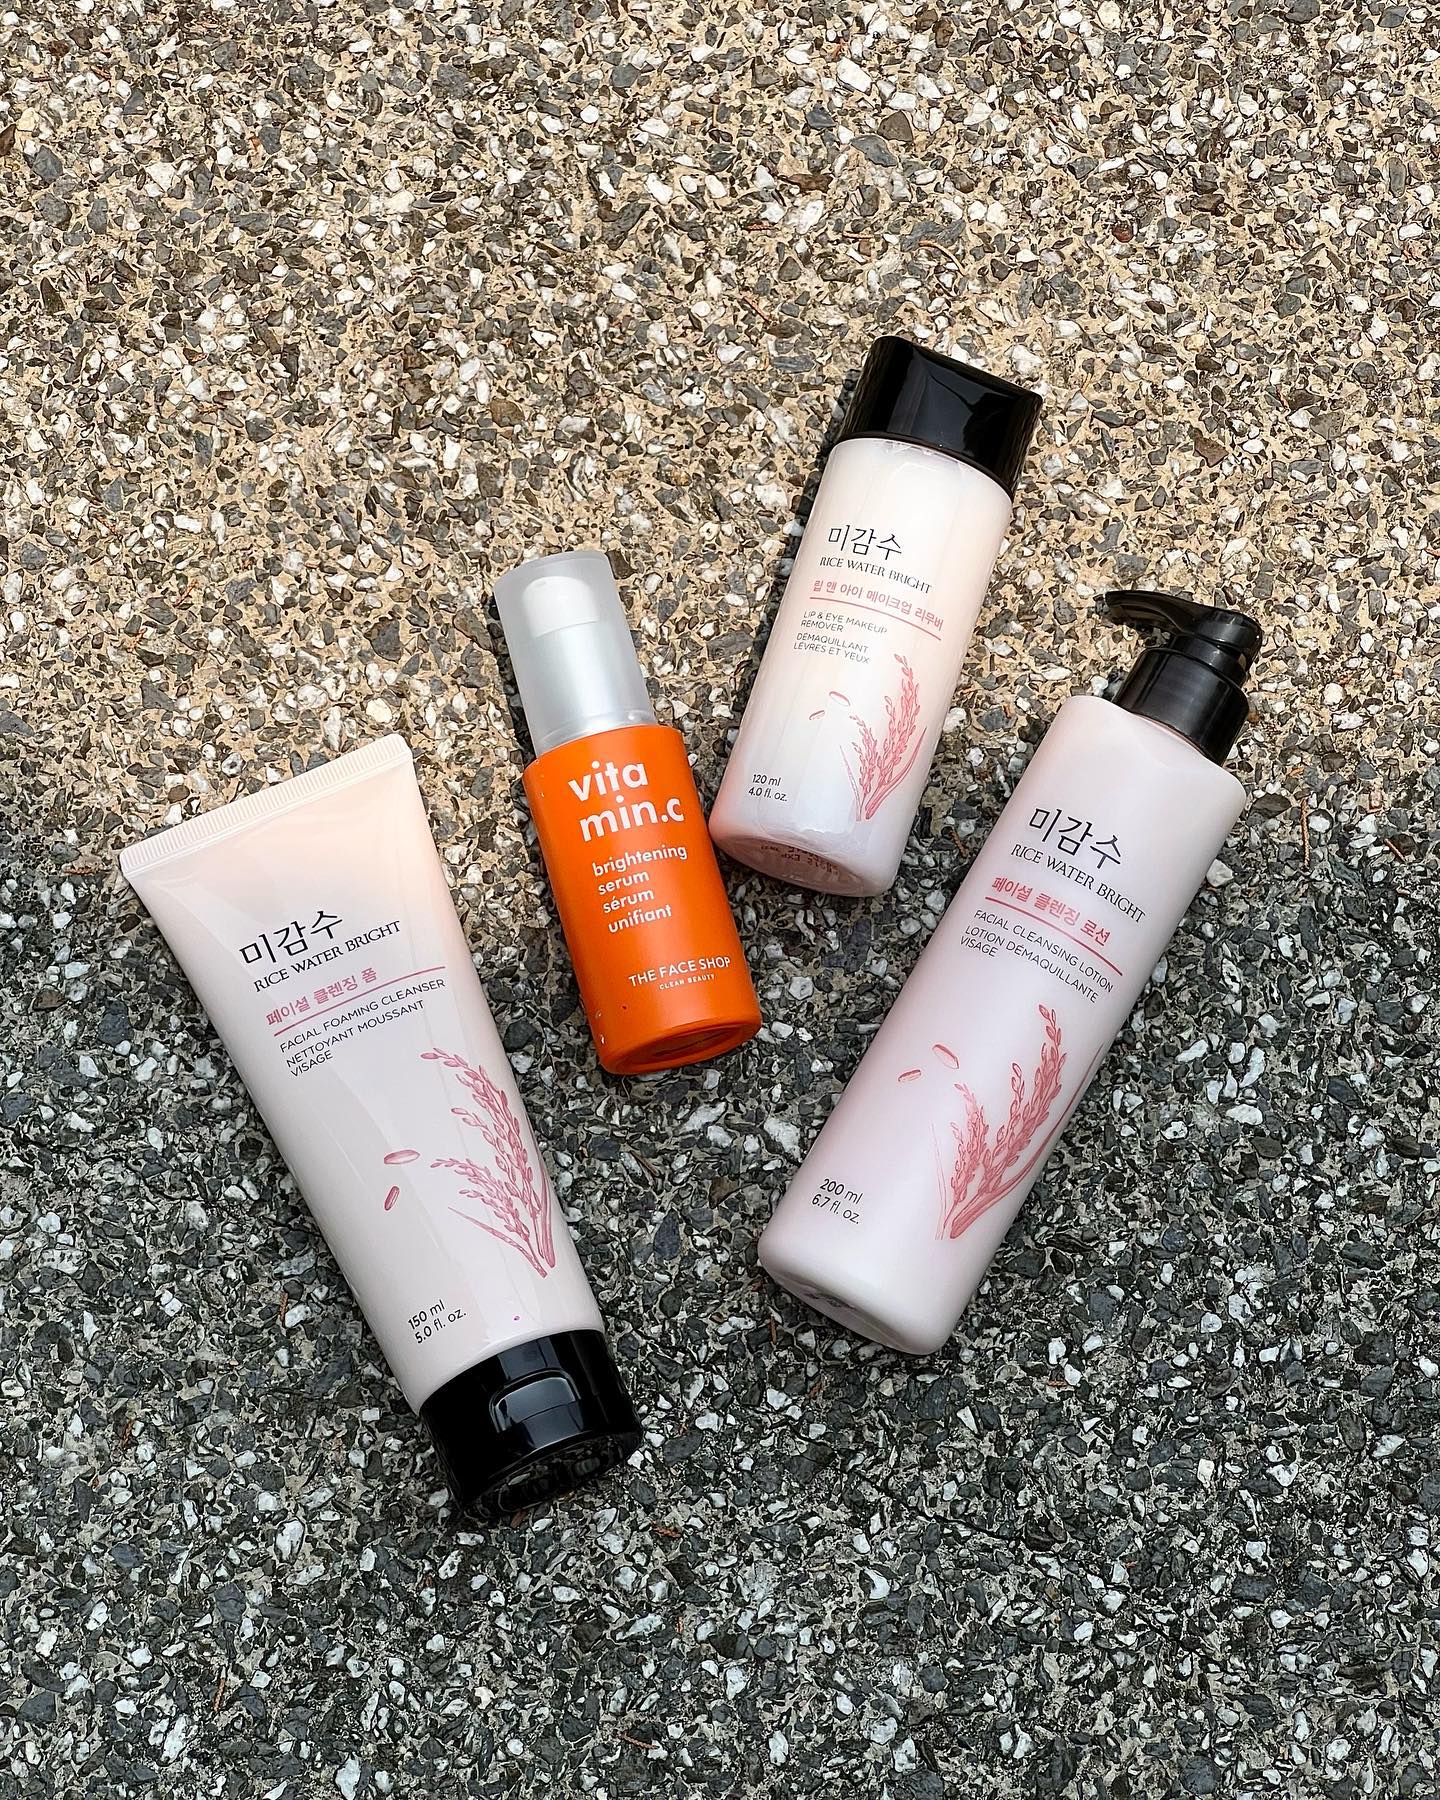 미감수
RICE WATER BRIGHT
페이셜 클렌징 폼
FACIAL FOAMING CLEANSER
NETTOYANT MOUSSANT
VISAGE
150 ml
5.0 fl. oz.
vita
min.c
brightening
serum
sérum
unifiant
THE FACE SHOP
CLEAN BEAUTY
미감수
RICE WATER BRIGHT
립 앤 아이 메이크업 리무버
LIP & EYE MAKEUP
REMOVER
DÉMAQUILLANT
LÈVRES ET YEUX
120 ml
4.0 fl. oz.
미감수
RICE WATER BRIGHT
페이셜 클렌징 로션
FACIAL CLEANSING LOTION
LOTION DÉMAQUILLANTE
VISAGE
200 ml
6.7 fl. oz.